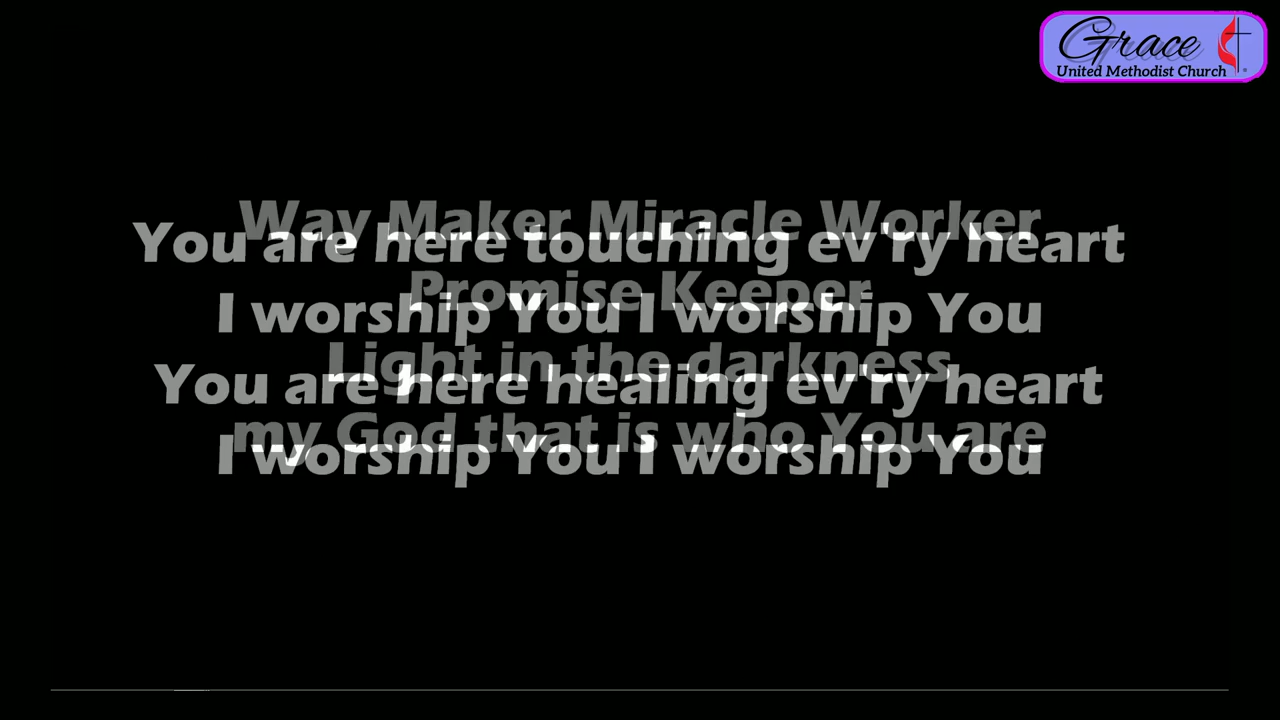 Grace
United Methodist Church
Way Maker Miracle Worker
You are here touching ev'ry heart
Promise Keeper
I worship You I worship You
Light in the darkness
You are here healing ev'ry heart
my God that is who You are
I worship You I worship You